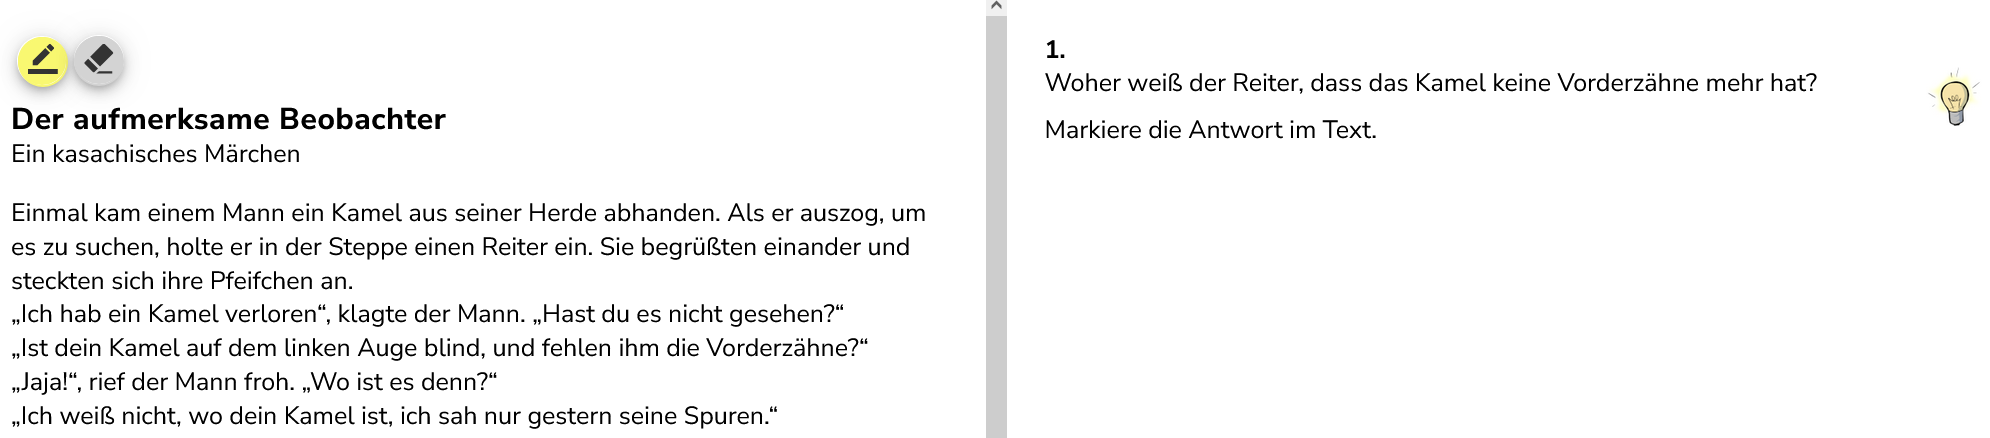 Der aufmerksame Beobachter
Ein kasachisches Märchen
Einmal kam einem Mann ein Kamel aus seiner Herde abhanden. Als er auszog, um
es zu suchen, holte er in der Steppe einen Reiter ein. Sie begrüßten einander und
steckten sich ihre Pfeifchen an.
„Ich hab ein Kamel verloren“, klagte der Mann. „Hast du es nicht gesehen?“
„Ist dein Kamel auf dem linken Auge blind, und fehlen ihm die Vorderzähne?“
„Jaja!“, rief der Mann froh. „Wo ist es denn?“
„Ich weiß nicht, wo dein Kamel ist, ich sah nur gestern seine Spuren.“
1.
Woher weiß der Reiter, dass das Kamel keine Vorderzähne mehr hat?
Markiere die Antwort im Text.